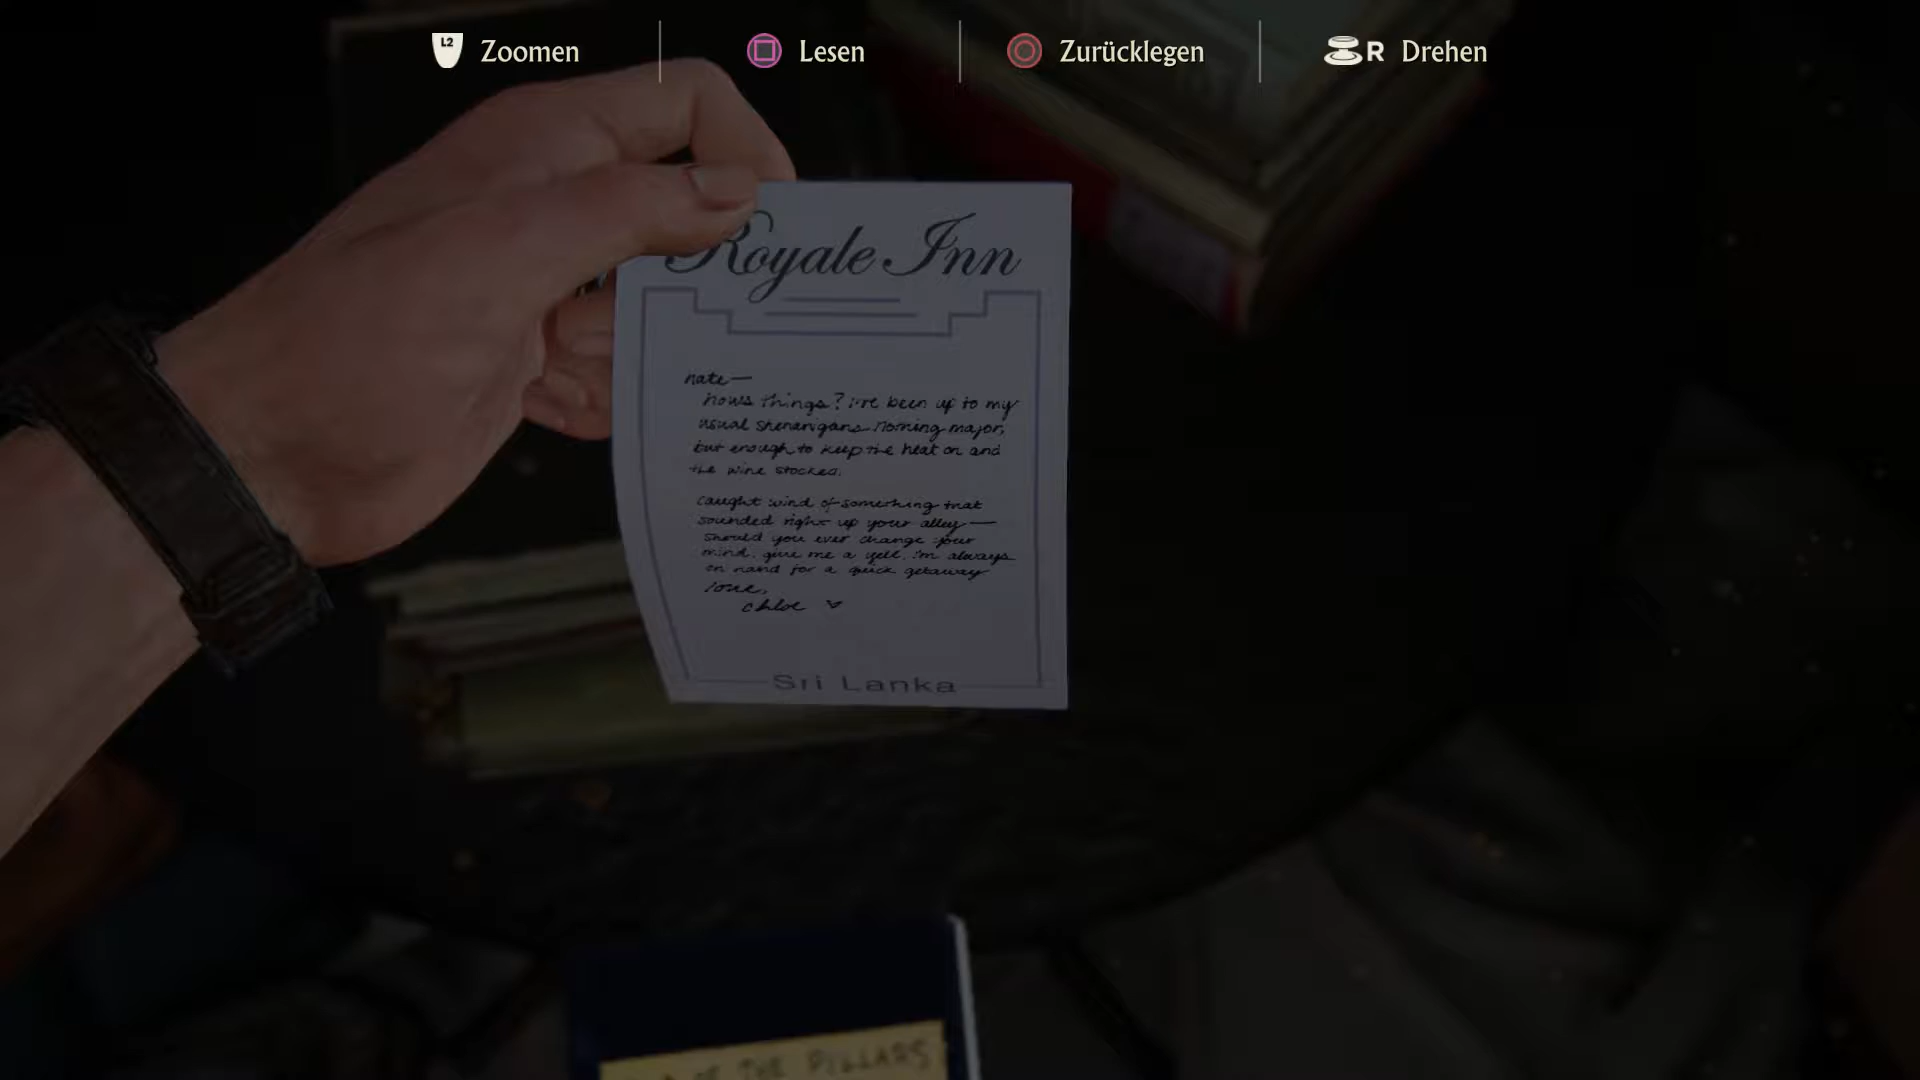 L2 Zoomen
Lesen
Zurücklegen
R Drehen
Royale Inn
nate—
hows things? I've been up to my
usual shenanigans. Nothing major,
but enough to keep the heat on and
the wine stocked.
caught wind of something that
sounded right up your alley—
should you ever change your
mind, give me a yell. I'm always
on hand for a quick getaway
love,
chloe
Sri Lanka
OF THE PILLARS